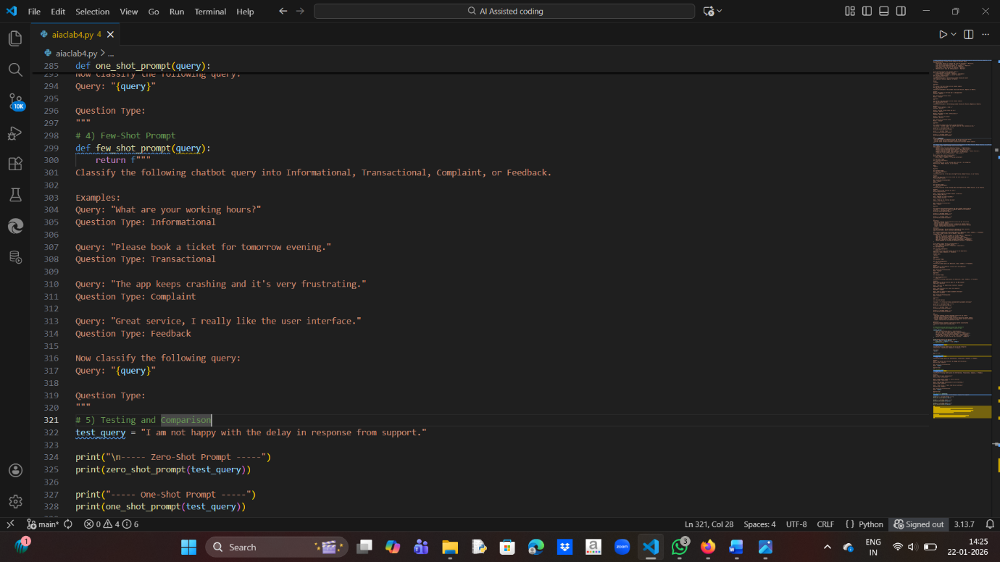 File Edit Selection View Go Run Terminal Help
AI Assisted coding
aiaclab4.py 4
aiaclab4.py > ...
285 def one_shot_prompt(query):
293 Now classify the following query:
294 Query: "{query}"
295
296 Question Type:
297 """
298 # 4) Few-Shot Prompt
299 def few_shot_prompt(query):
300 return f"""
301 Classify the following chatbot query into Informational, Transactional, Complaint, or Feedback.
302
303 Examples:
304 Query: "What are your working hours?"
305 Question Type: Informational
306
307 Query: "Please book a ticket for tomorrow evening."
308 Question Type: Transactional
309
310 Query: "The app keeps crashing and it's very frustrating."
311 Question Type: Complaint
312
313 Query: "Great service, I really like the user interface."
314 Question Type: Feedback
315
316 Now classify the following query:
317 Query: "{query}"
318
319 Question Type:
320 """
321 # 5) Testing and Comparison
322 test_query = "I am not happy with the delay in response from support."
323
324 print("\n----- Zero-Shot Prompt -----")
325 print(zero_shot_prompt(test_query))
326
327 print("----- One-Shot Prompt -----")
328 print(one_shot_prompt(test_query))
10K
main* 0 4 6 Ln 321, Col 28 Spaces: 4 UTF-8 CRLF {} Python Signed out 3.13.7
1
Search
a
zoom
3
ENG
IN
14:25
22-01-2026